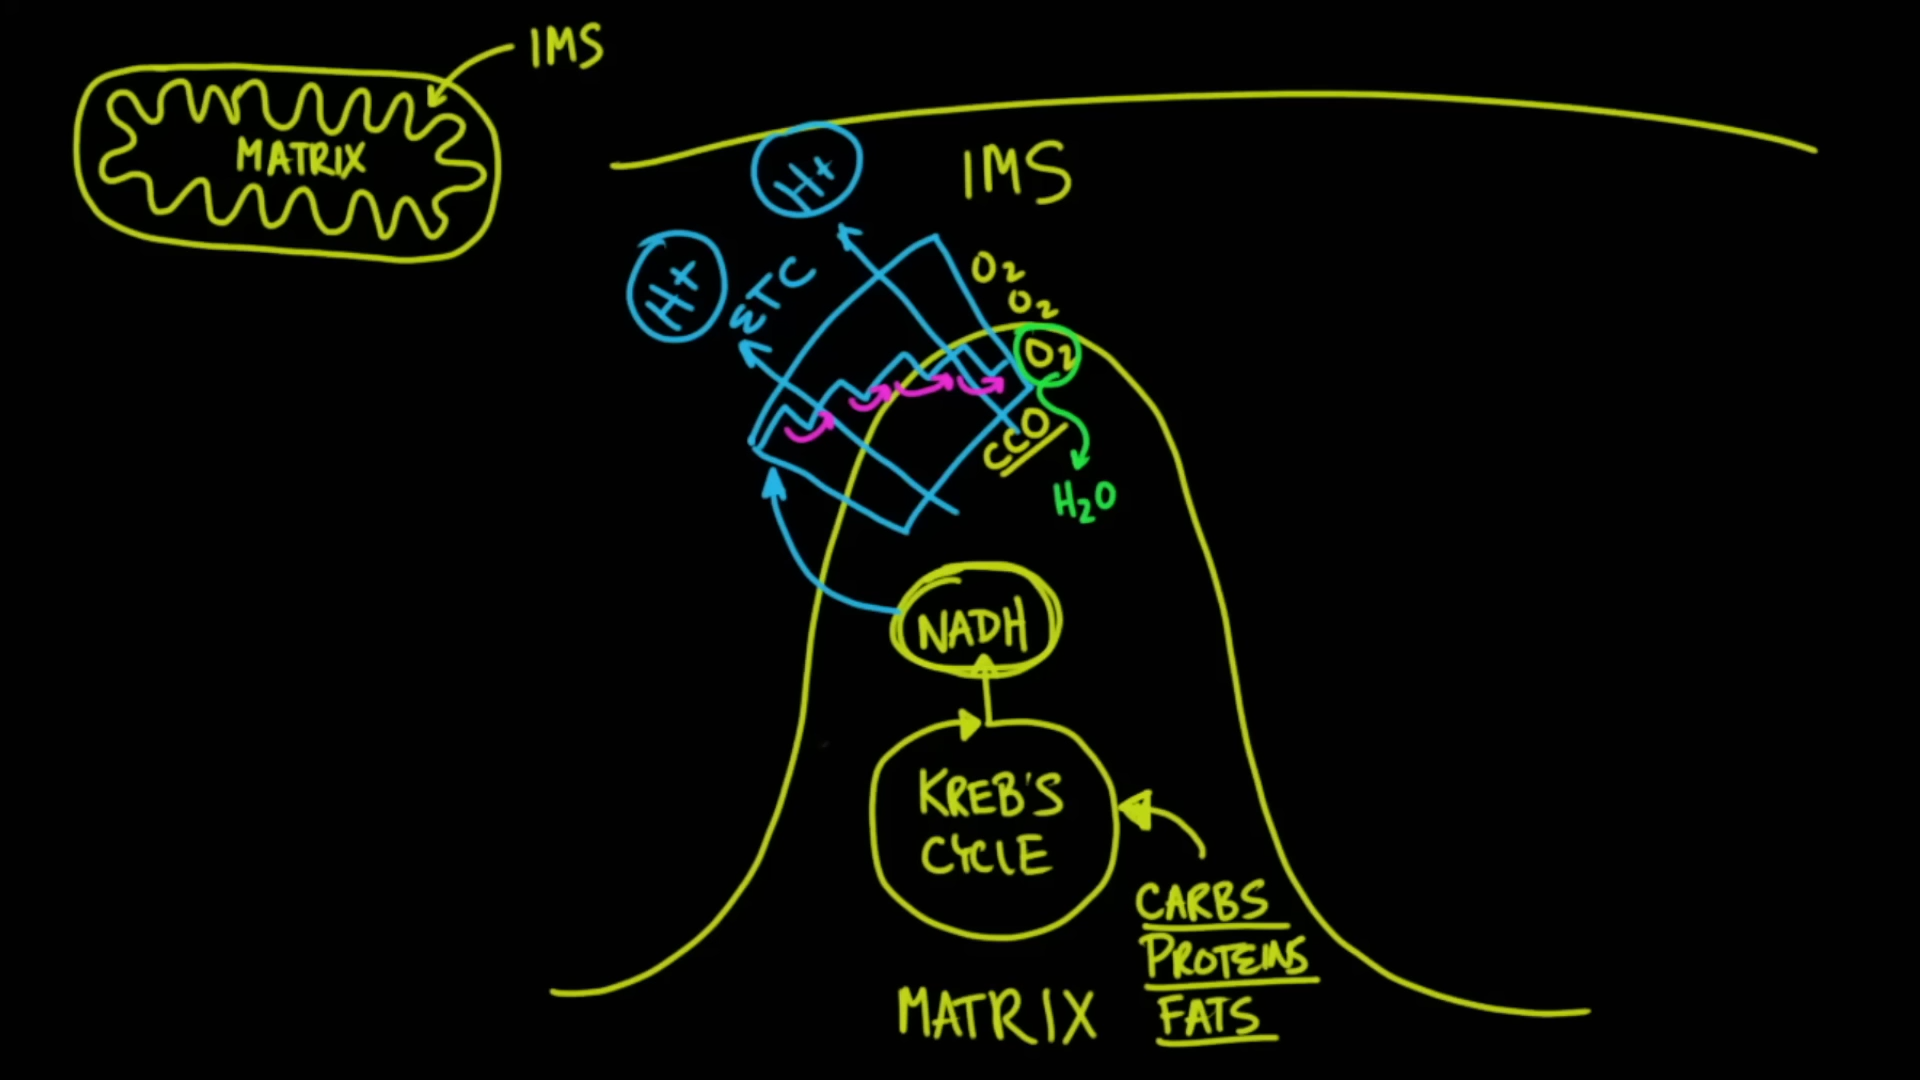 IMS
MATRIX
IMS
H+
H+
ETC
O2
O2
O2
CCO
H2O
NADH
KREB'S
CYCLE
CARBS
PROTEINS
FATS
MATRIX